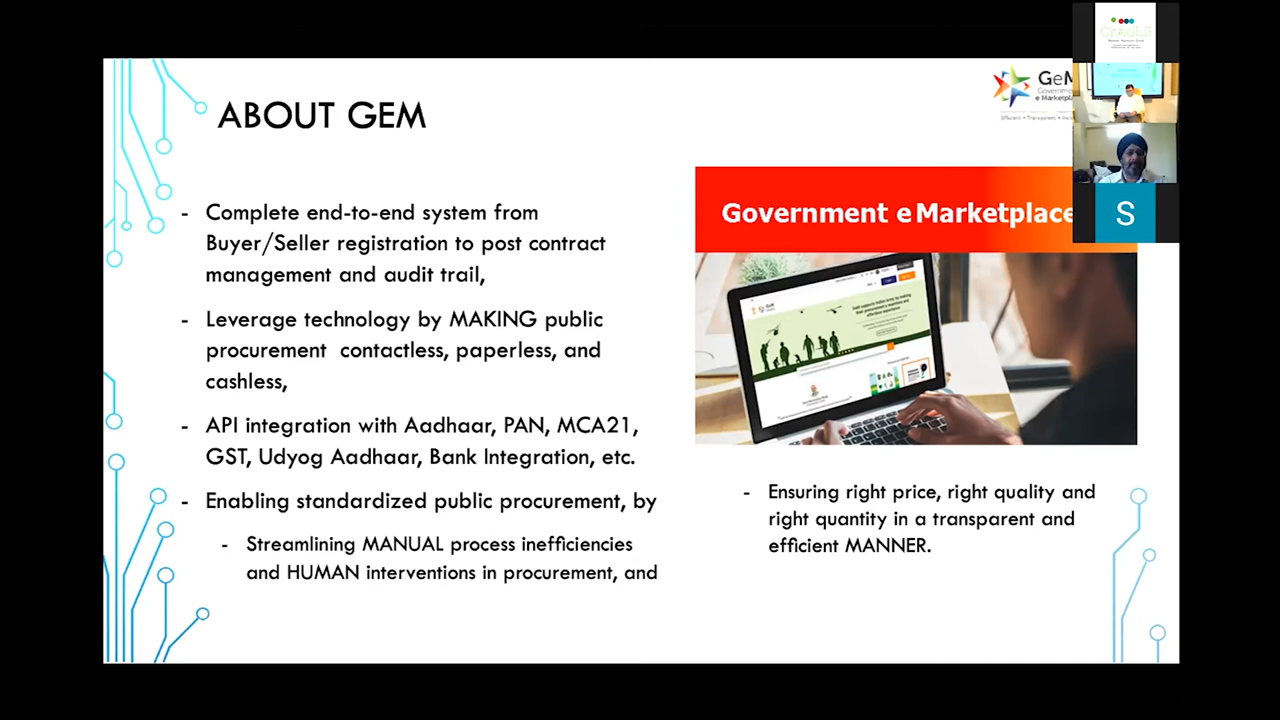 ABOUT GEM
- Complete end-to-end system from
Buyer/Seller registration to post contract
management and audit trail,
- Leverage technology by MAKING public
procurement contactless, paperless, and
cashless,
- API integration with Aadhaar, PAN, MCA21,
GST, Udyog Aadhaar, Bank Integration, etc.
- Enabling standardized public procurement, by
- Streamlining MANUAL process inefficiencies
and HUMAN interventions in procurement, and
GeM
e Marketpla
Government eMarketplace
- Ensuring right price, right quality and
right quantity in a transparent and
efficient MANNER.
S